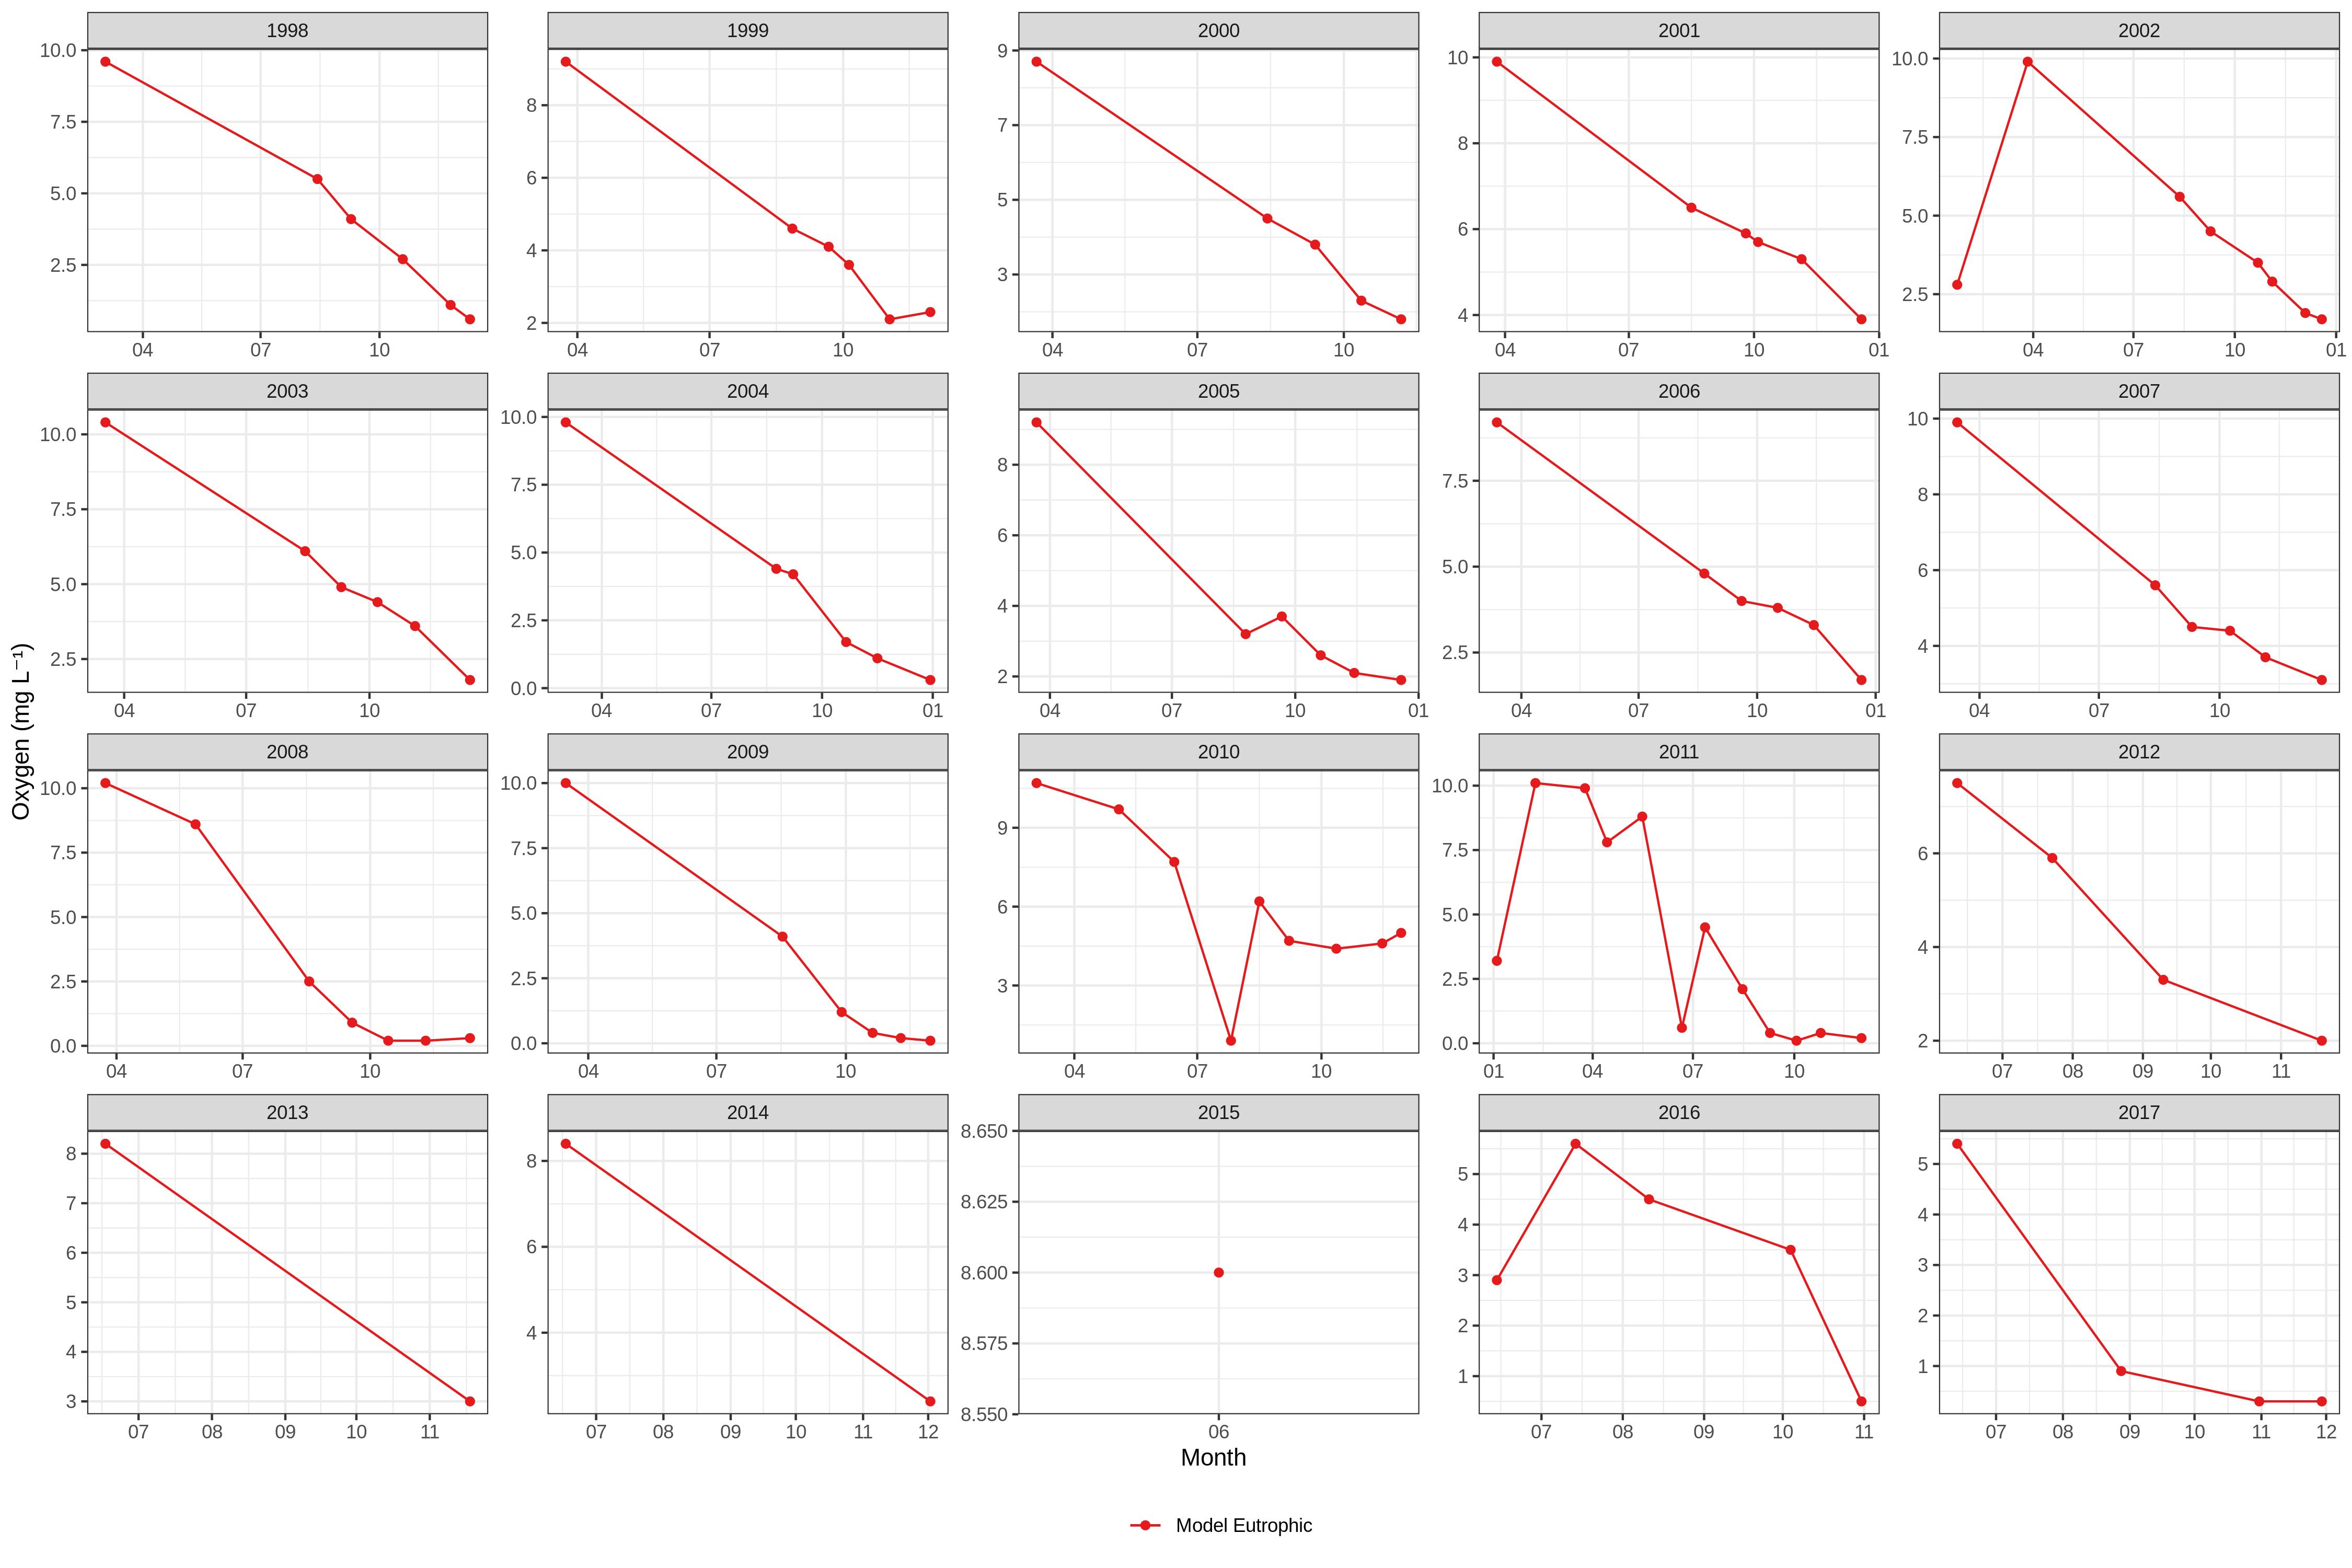 1998 1999 2000 2001 2002
10.0 7.5 5.0 2.5 8 6 4 2 9 7 5 3 10 8 6 4 10.0 7.5 5.0 2.5
04 07 10 04 07 10 04 07 10 04 07 10 01 04 07 10 01
2003 2004 2005 2006 2007
10.0 7.5 5.0 2.5 10.0 7.5 5.0 2.5 0.0 8 6 4 2 7.5 5.0 2.5 10 8 6 4
04 07 10 04 07 10 01 04 07 10 01 04 07 10 01 04 07 10
Oxygen (mg L⁻¹)
2008 2009 2010 2011 2012
10.0 7.5 5.0 2.5 0.0 10.0 7.5 5.0 2.5 0.0 9 6 3 10.0 7.5 5.0 2.5 0.0 6 4 2
04 07 10 04 07 10 04 07 10 01 04 07 10 07 08 09 10 11
2013 2014 2015 2016 2017
8 7 6 5 4 3 8 6 4 8.650 8.625 8.600 8.575 8.550 5 4 3 2 1 5 4 3 2 1
07 08 09 10 11 07 08 09 10 11 12 06 07 08 09 10 11 07 08 09 10 11 12
Month
Model Eutrophic